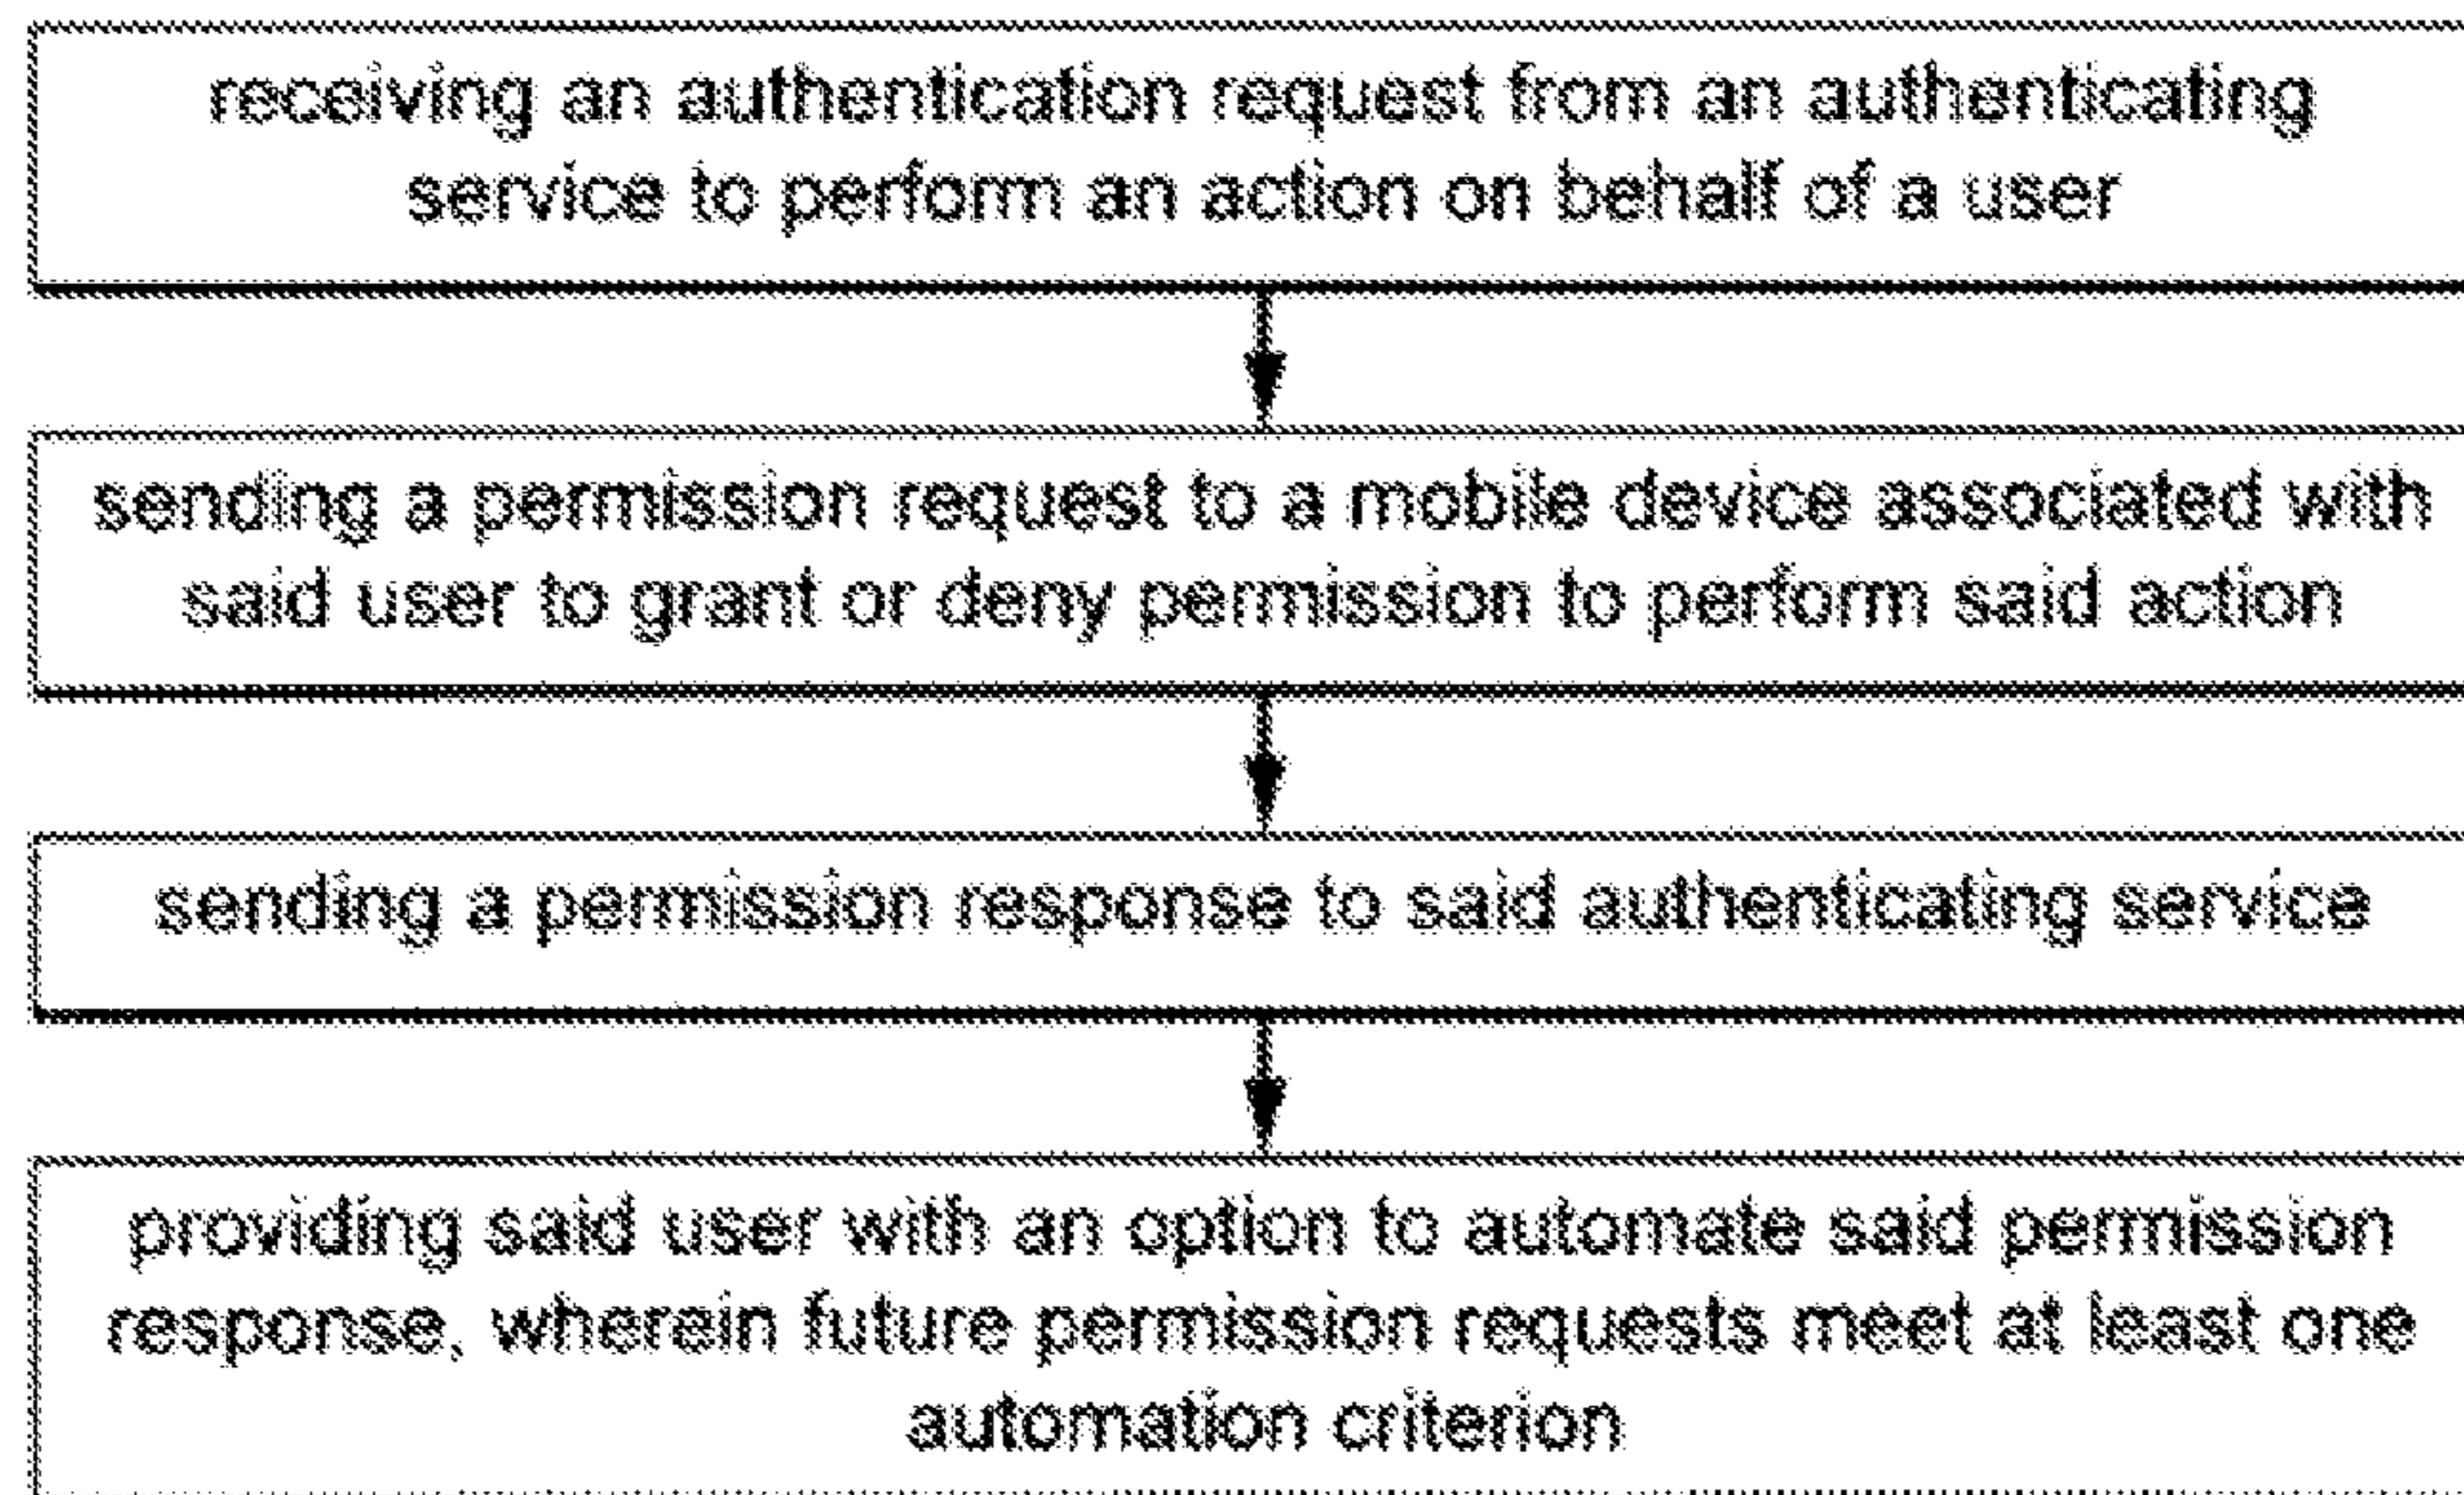 receiving an authentication request from an authenticating
service to perform an action on behalf of a user
sending a permission request to a mobile device associated with
said user to grant or deny permission to perform said action
sending a permission response to said authenticating service
providing said user with an option to automate said permission
response, wherein future permission requests meet at least one
automation criterion